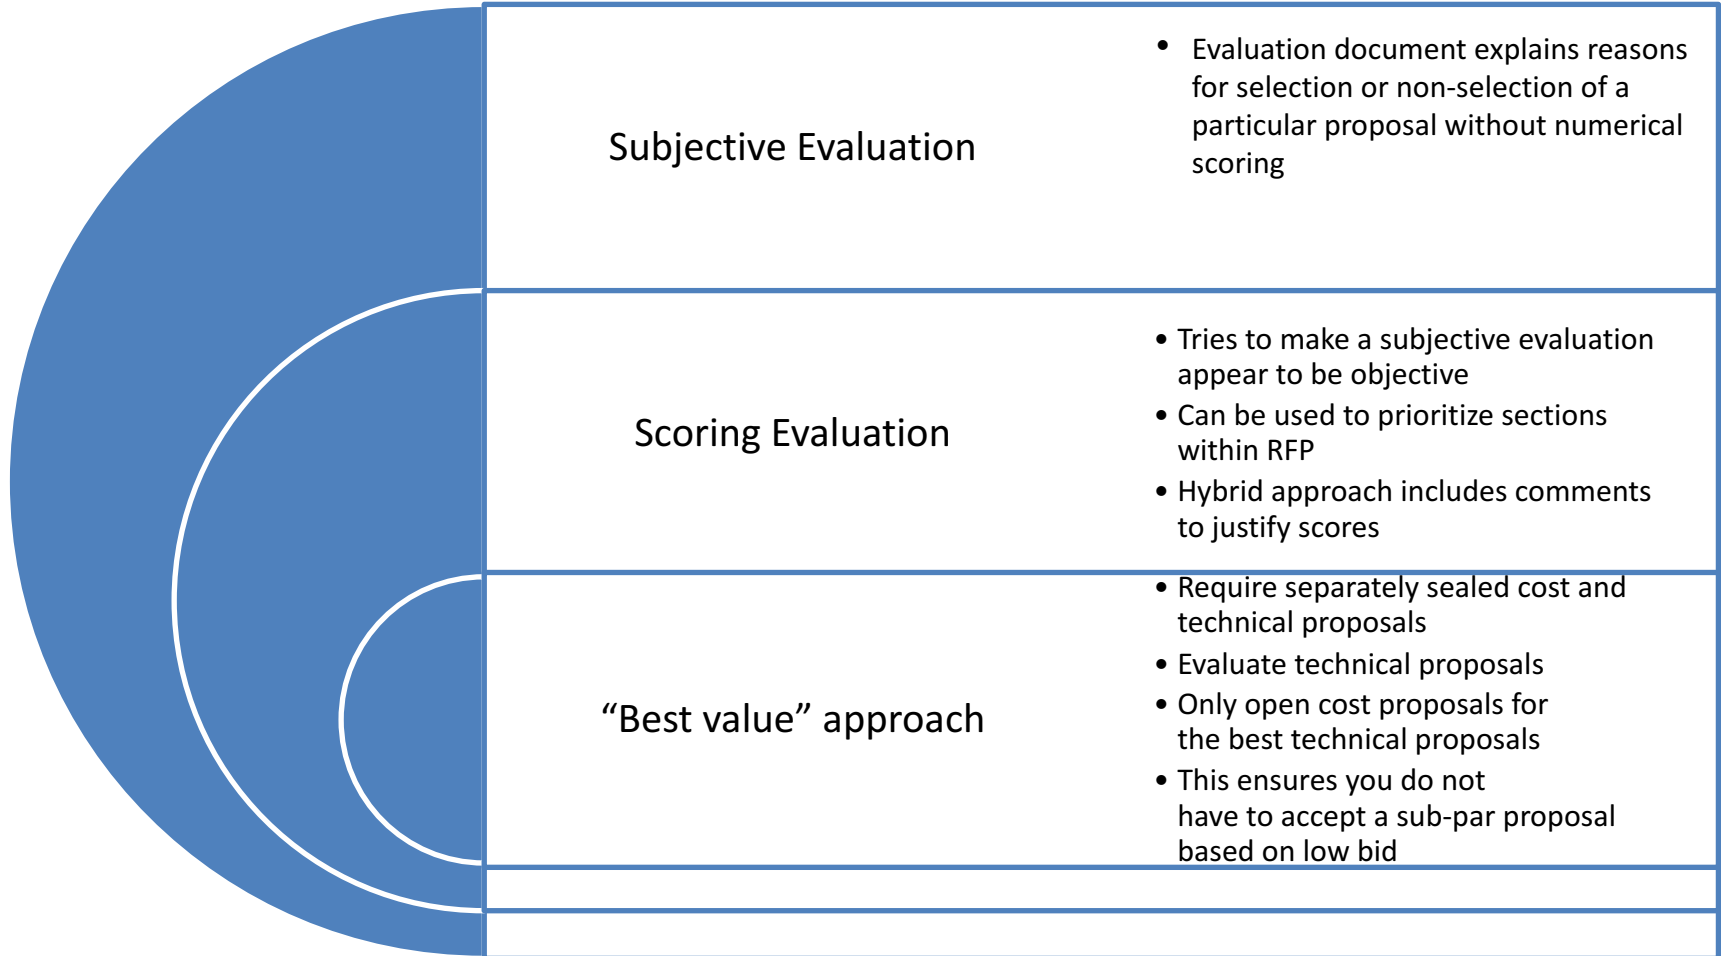 Subjective Evaluation
• Evaluation document explains reasons
for selection or non-selection of a
particular proposal without numerical
scoring
Scoring Evaluation
• Tries to make a subjective evaluation
appear to be objective
• Can be used to prioritize sections
within RFP
• Hybrid approach includes comments
to justify scores
“Best value” approach
• Require separately sealed cost and
technical proposals
• Evaluate technical proposals
• Only open cost proposals for
the best technical proposals
• This ensures you do not
have to accept a sub-par proposal
based on low bid